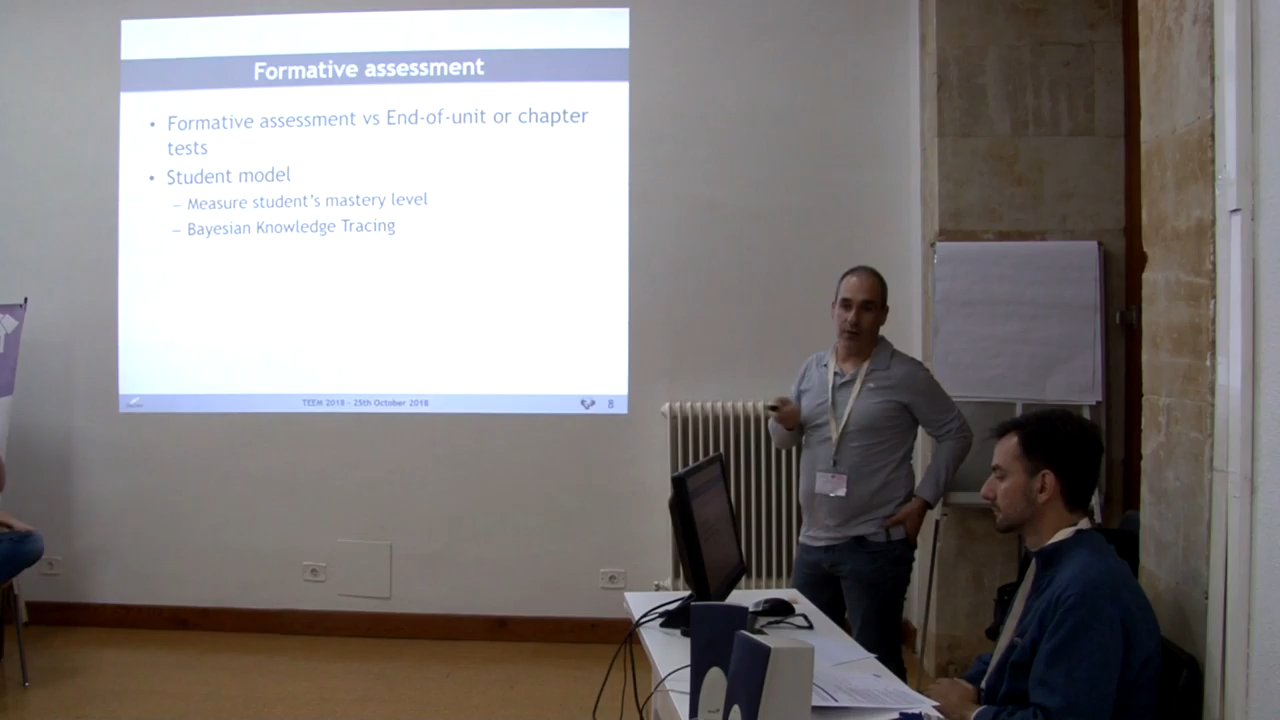 Formative assessment
• Formative assessment vs End-of-unit or chapter
tests
• Student model
– Measure student's mastery level
– Bayesian Knowledge Tracing
TEEM 2018 - 25th October 2018
8